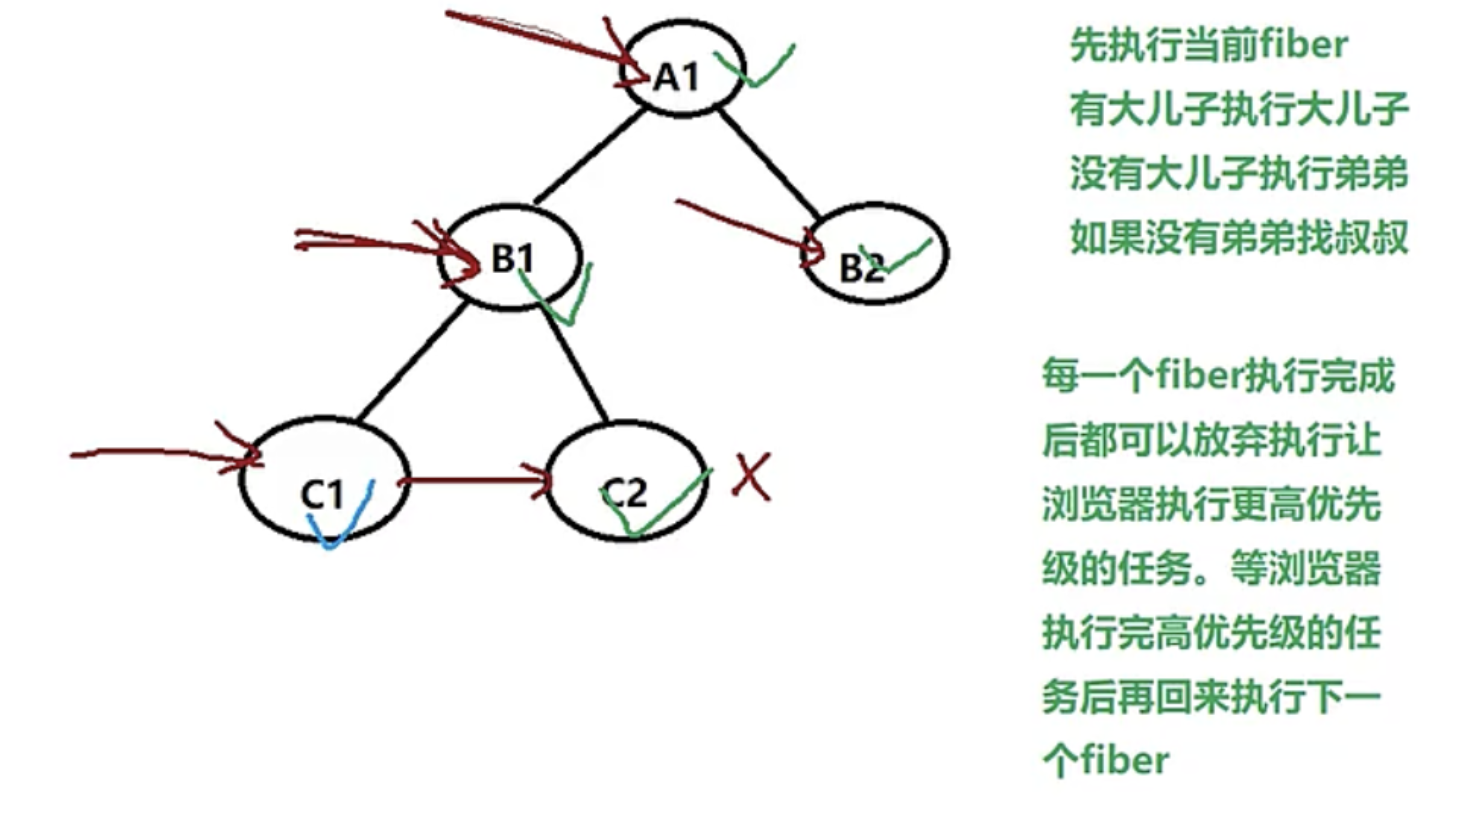 A1
先执行当前fiber
有大儿子执行大儿子
没有大儿子执行弟弟
如果没有弟弟找叔叔
B1
B2
C1
C2
X
每一个fiber执行完成
后都可以放弃执行让
浏览器执行更高优先
级的任务。等浏览器
执行完高优先级的任
务后再回来执行下一
个fiber